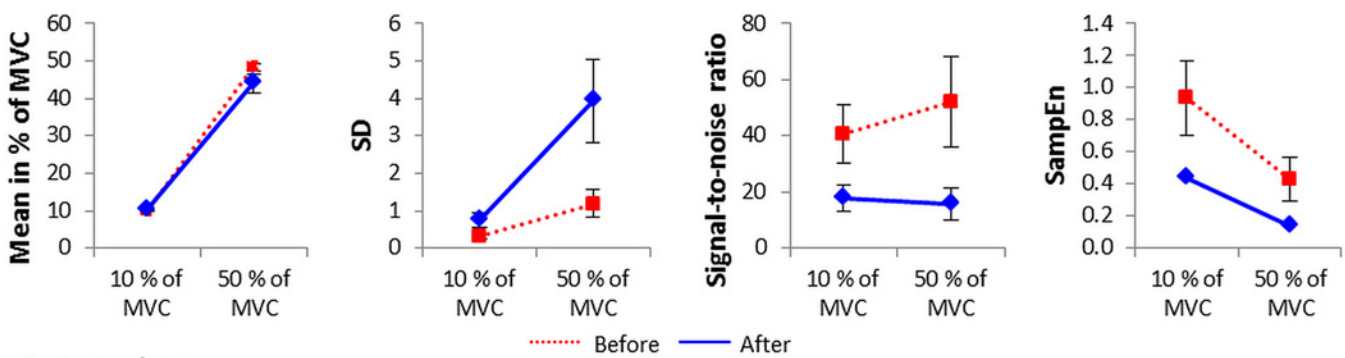 Mean in % of MVC
60
50
40
30
20
10
0
10 % of
MVC
50 % of
MVC
SD
6
5
4
3
2
1
0
10 % of
MVC
50 % of
MVC
Signal-to-noise ratio
80
60
40
20
0
10 % of
MVC
50 % of
MVC
SampEn
1.4
1.2
1.0
0.8
0.6
0.4
0.2
0.0
10 % of
MVC
50 % of
MVC
Before
After